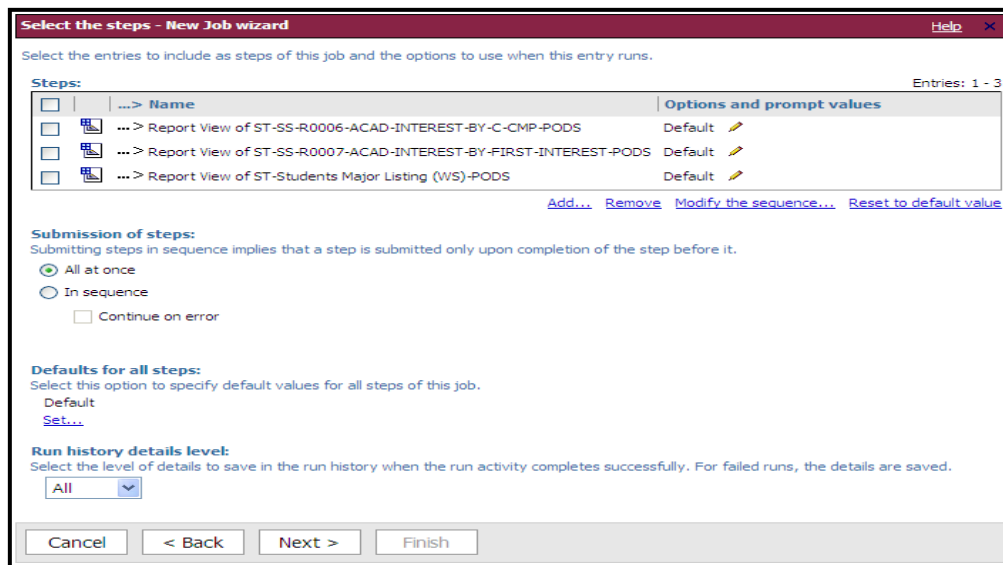 Select the steps - New Job wizard Help ×
Select the entries to include as steps of this job and the options to use when this entry runs.
Steps: Entries: 1 - 3
...> Name Options and prompt values
... > Report View of ST-SS-R0006-ACAD-INTEREST-BY-C-CMP-PODS Default
... > Report View of ST-SS-R0007-ACAD-INTEREST-BY-FIRST-INTEREST-PODS Default
... > Report View of ST-Students Major Listing (WS)-PODS Default
Add... Remove Modify the sequence... Reset to default value
Submission of steps:
Submitting steps in sequence implies that a step is submitted only upon completion of the step before it.
All at once
In sequence
Continue on error
Defaults for all steps:
Select this option to specify default values for all steps of this job.
Default
Set...
Run history details level:
Select the level of details to save in the run history when the run activity completes successfully. For failed runs, the details are saved.
All
Cancel < Back Next > Finish